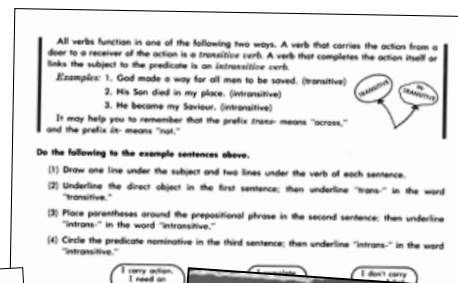 All verbs function in one of the following two ways. A verb that carries the action from a
doer to a receiver of the action is a transitive verb. A verb that completes the action itself or
links the subject to the predicate is an intransitive verb.
Examples: 1. God made a way for all men to be saved. (transitive)
2. His Son died in my place. (intransitive)
3. He became my Saviour. (intransitive)
TRANSITIVE
IN
TRANSITIVE
It may help you to remember that the prefix trans- means "across,"
and the prefix in- means "not."
Do the following to the example sentences above.
(1) Draw one line under the subject and two lines under the verb of each sentence.
(2) Underline the direct object in the first sentence; then underline "trans-" in the word
"transitive."
(3) Place parentheses around the prepositional phrase in the second sentence; then underline
"intrans-" in the word "intransitive."
(4) Circle the predicate nominative in the third sentence; then underline "intrans-" in the word
"intransitive."
I carry action.
I need an
I complete
I don't carry